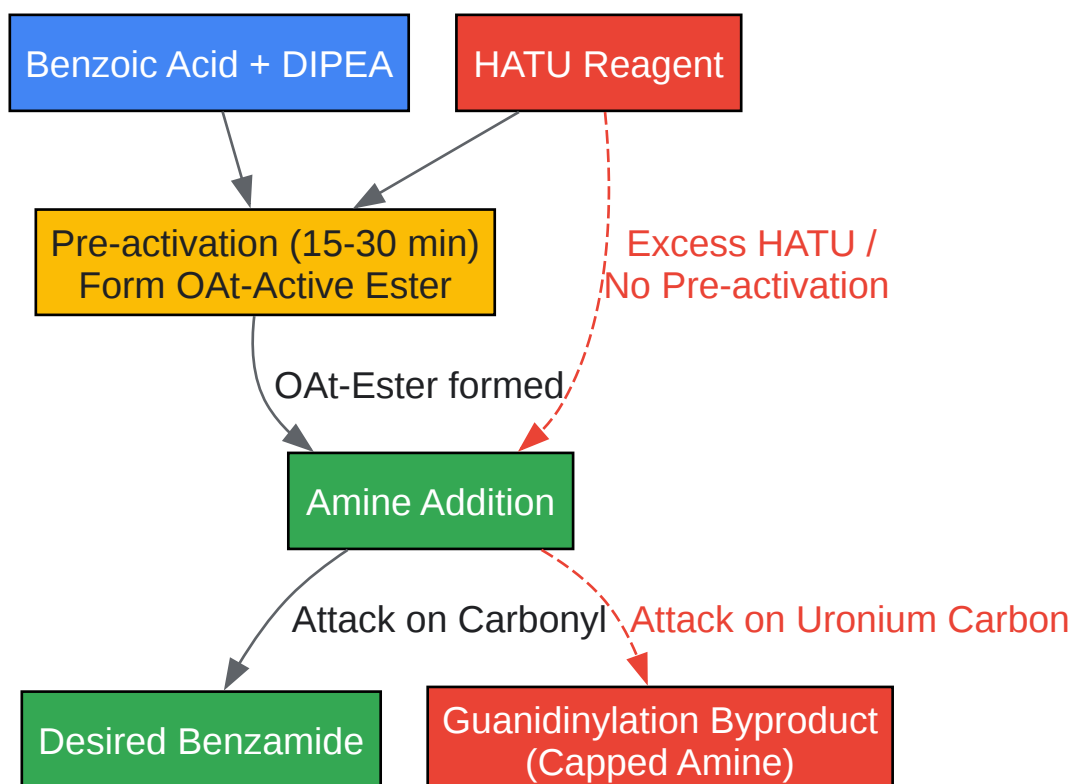 Benzoic Acid + DIPEA
HATU Reagent
Pre-activation (15-30 min)
Form OAt-Active Ester
Excess HATU /
No Pre-activation
OAt-Ester formed
Amine Addition
Attack on Carbonyl
Attack on Uronium Carbon
Desired Benzamide
Guanidinylation Byproduct
(Capped Amine)